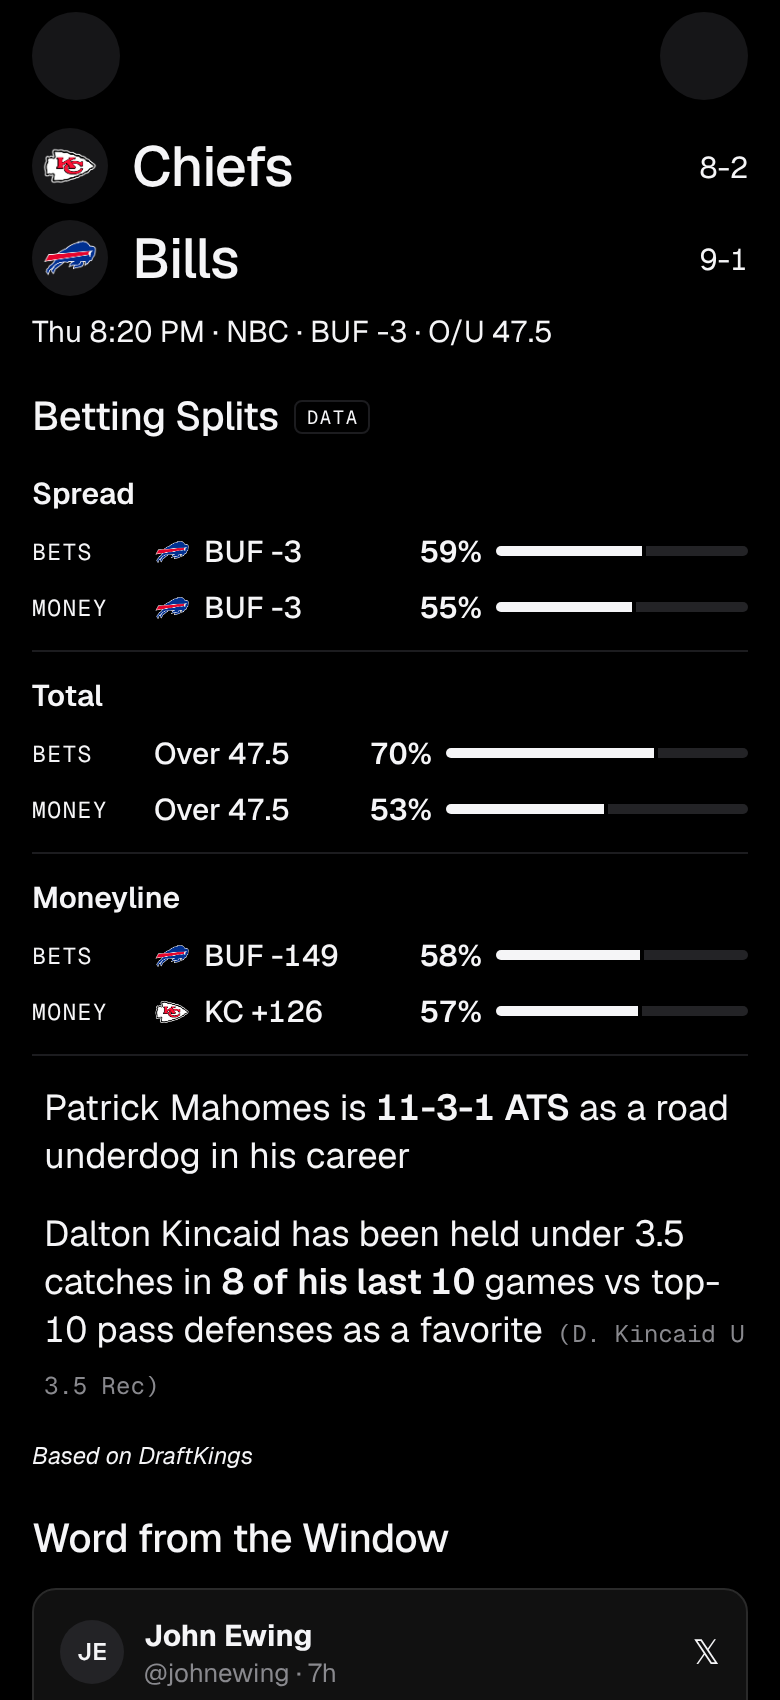 Chiefs 8-2
Bills 9-1
Thu 8:20 PM · NBC · BUF -3 · O/U 47.5
Betting Splits DATA
Spread
BETS BUF -3 59%
MONEY BUF -3 55%
Total
BETS Over 47.5 70%
MONEY Over 47.5 53%
Moneyline
BETS BUF -149 58%
MONEY KC +126 57%
Patrick Mahomes is 11-3-1 ATS as a road
underdog in his career
Dalton Kincaid has been held under 3.5
catches in 8 of his last 10 games vs top-
10 pass defenses as a favorite (D. Kincaid U
3.5 Rec)
Based on DraftKings
Word from the Window
JE John Ewing 𝕏
@johnewing · 7h